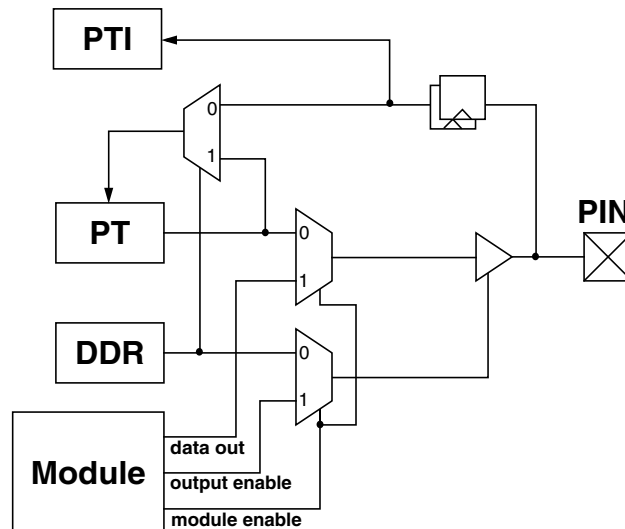 PTI
0
1
PIN
PT
0
1
DDR
0
1
data out
Module
output enable
module enable